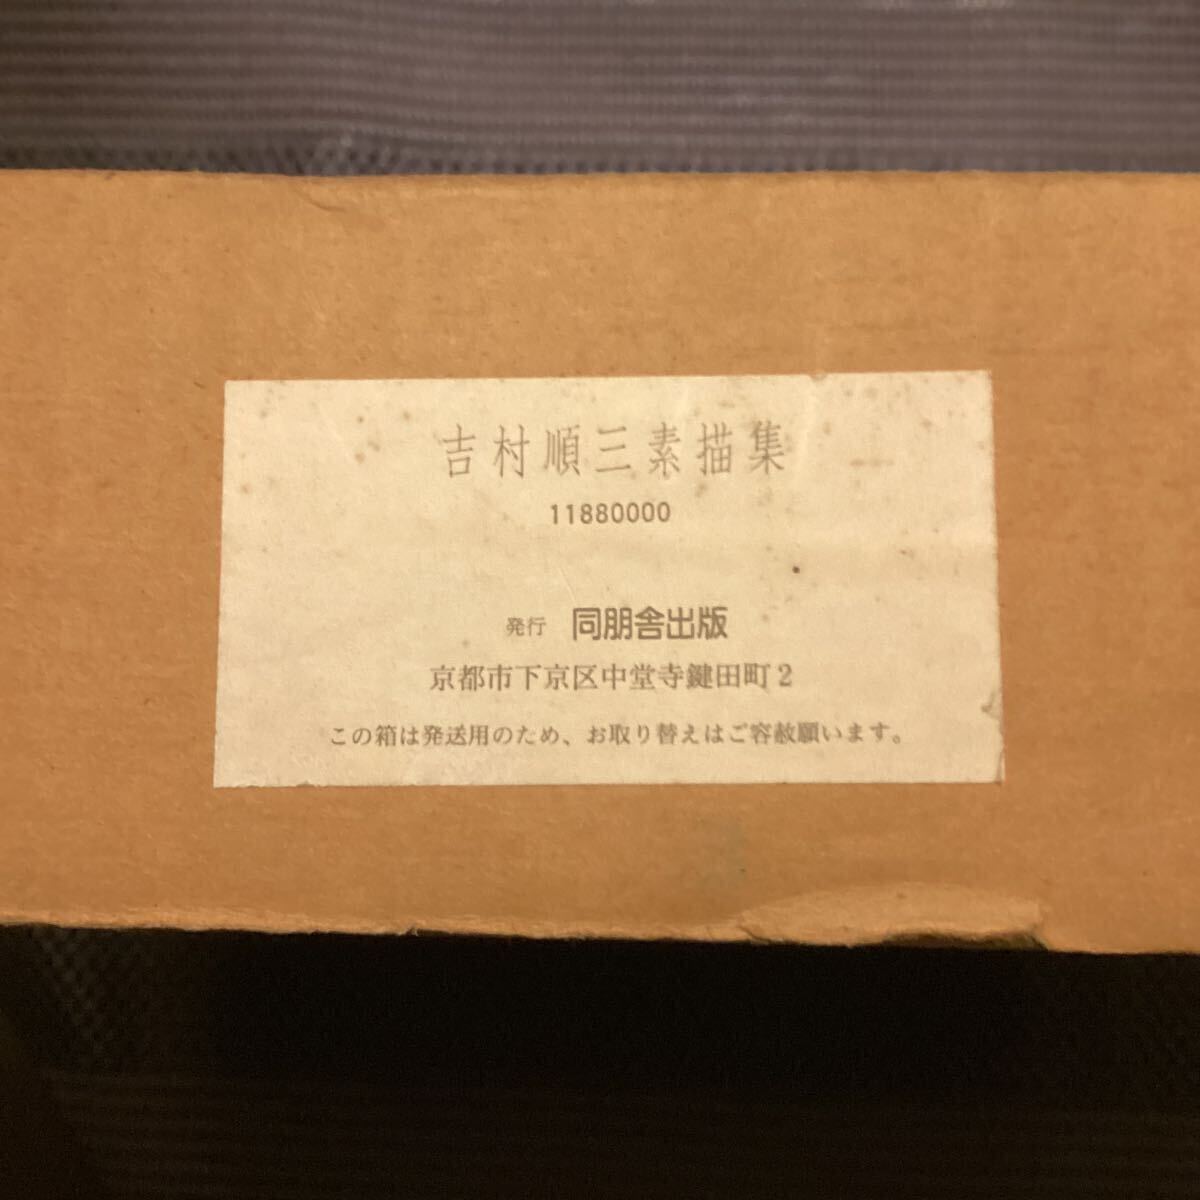 吉村順三素描集
11880000
発行 同朋舎出版
京都市下京区中堂寺鍵田町2
この箱は発送用のため、お取り替えはご容赦願います。